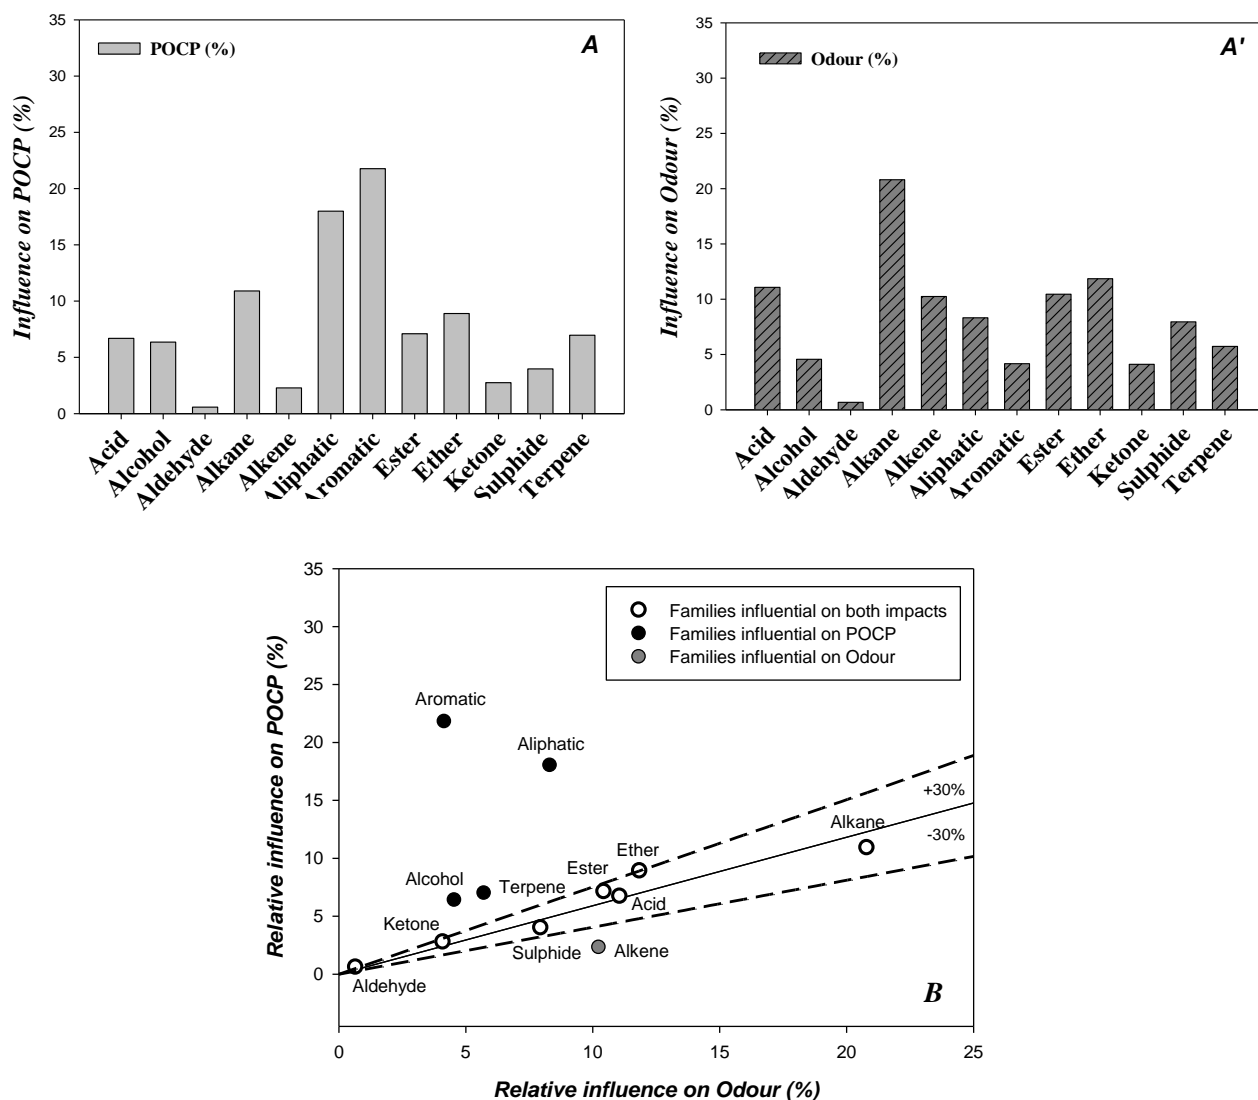 35
30
25
20
15
10
5
0
Influence on POCP (%)
POCP (%)
A
Acid
Alcohol
Aldehyde
Alkane
Alkene
Aliphatic
Aromatic
Ester
Ether
Ketone
Sulphide
Terpene
35
30
25
20
15
10
5
0
Influence on Odour (%)
Odour (%)
A'
Acid
Alcohol
Aldehyde
Alkane
Alkene
Aliphatic
Aromatic
Ester
Ether
Ketone
Sulphide
Terpene
35
30
25
20
15
10
5
0
Relative influence on POCP (%)
Families influential on both impacts
Families influential on POCP
Families influential on Odour
Aromatic
Aliphatic
+30%
-30%
Alkane
Ether
Ester
Alcohol
Terpene
Acid
Ketone
Sulphide
Alkene
Aldehyde
B
0 5 10 15 20 25
Relative influence on Odour (%)